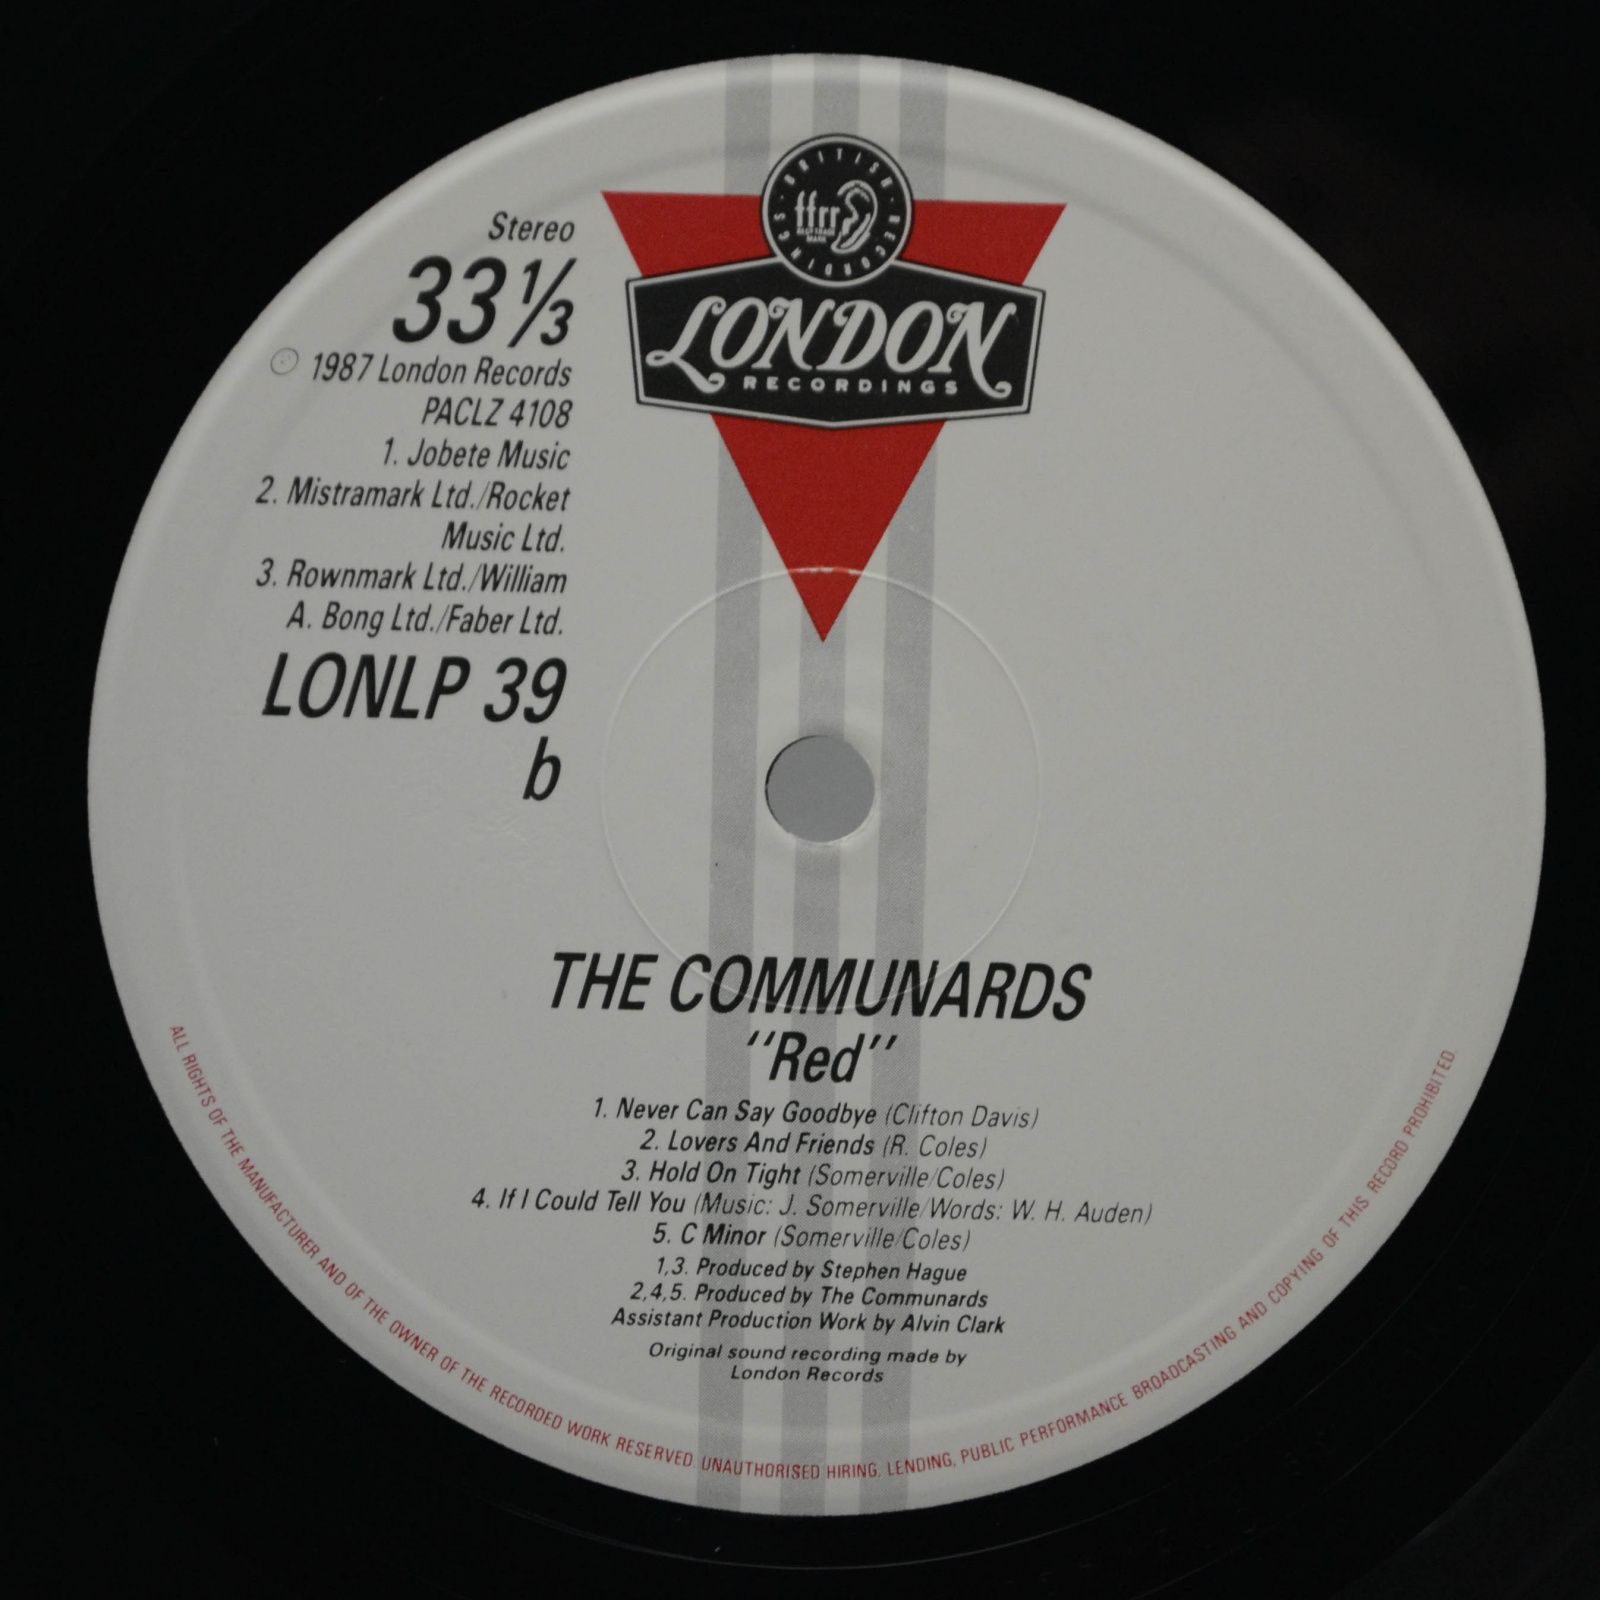 BRITISH · RECORDINGS ·
ffrr
LONDON
RECORDINGS
Stereo
33 1/3
Ⓟ 1987 London Records
PACLZ 4108
1. Jobete Music
2. Mistramark Ltd./Rocket
Music Ltd.
3. Rownmark Ltd./William
A. Bong Ltd./Faber Ltd.
LONLP 39
b
THE COMMUNARDS
"Red"
1. Never Can Say Goodbye (Clifton Davis)
2. Lovers And Friends (R. Coles)
3. Hold On Tight (Somerville/Coles)
4. If I Could Tell You (Music: J. Somerville/Words: W. H. Auden)
5. C Minor (Somerville/Coles)
1,3. Produced by Stephen Hague
2,4,5. Produced by The Communards
Assistant Production Work by Alvin Clark
Original sound recording made by
London Records
ALL RIGHTS OF THE MANUFACTURER AND OF THE OWNER OF THE RECORDED WORK RESERVED. UNAUTHORISED HIRING, LENDING, PUBLIC PERFORMANCE BROADCASTING AND COPYING OF THIS RECORD PROHIBITED.